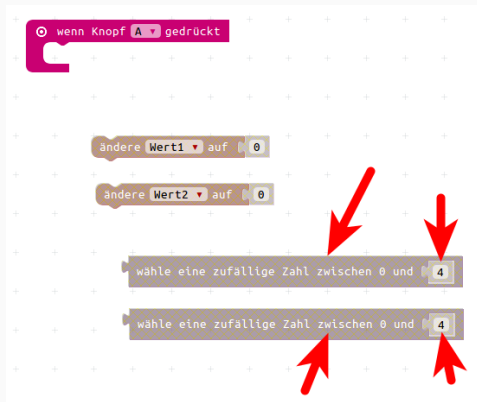 wenn Knopf A gedrückt
ändere Wert1 auf 0
ändere Wert2 auf 0
wähle eine zufällige Zahl zwischen 0 und 4
wähle eine zufällige Zahl zwischen 0 und 4